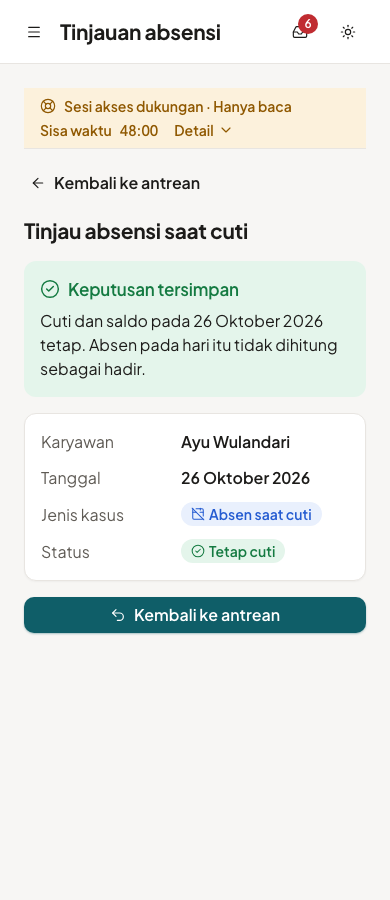 Tinjauan absensi
6
Sesi akses dukungan · Hanya baca
Sisa waktu 48:00 Detail
Kembali ke antrean
Tinjau absensi saat cuti
Keputusan tersimpan
Cuti dan saldo pada 26 Oktober 2026
tetap. Absen pada hari itu tidak dihitung
sebagai hadir.
Karyawan Ayu Wulandari
Tanggal 26 Oktober 2026
Jenis kasus Absen saat cuti
Status Tetap cuti
Kembali ke antrean